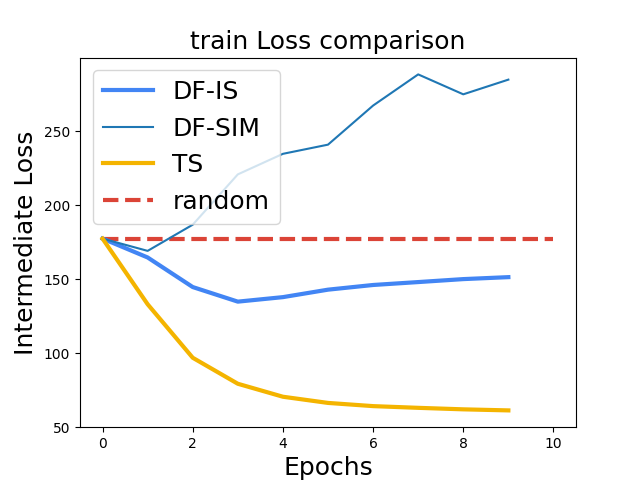 train Loss comparison
Intermediate Loss
250
200
150
100
50
DF-IS
DF-SIM
TS
random
0 2 4 6 8 10
Epochs